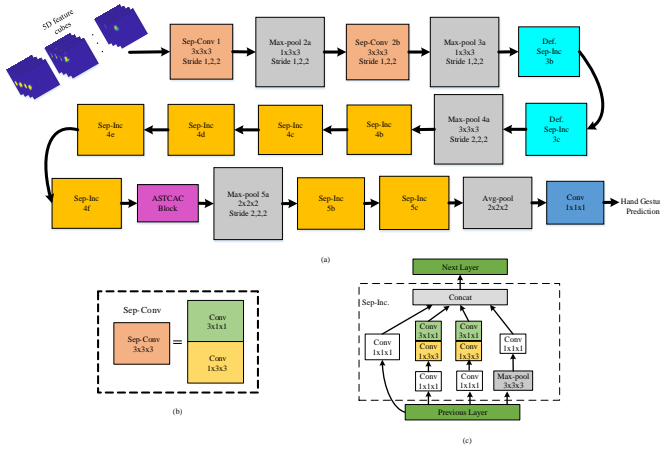 5D feature
cubes
Sep-Conv 1
3x3x3
Stride 1,2,2
Max-pool 2a
1x3x3
Stride 1,2,2
Sep-Conv 2b
3x3x3
Stride 1,2,2
Max-pool 3a
1x3x3
Stride 1,2,2
Def.
Sep-Inc
3b
Sep-Inc
4e
Sep-Inc
4d
Sep-Inc
4c
Sep-Inc
4b
Max-pool 4a
3x3x3
Stride 2,2,2
Def.
Sep-Inc
3c
Sep-Inc
4f
ASTCAC
Block
Max-pool 5a
2x2x2
Stride 2,2,2
Sep-Inc
5b
Sep-Inc
5c
Avg-pool
2x2x2
Conv
1x1x1
Hand Gestu
Prediction
(a)
Sep-Conv
Sep-Conv
3x3x3
=
Conv
3x1x1
Conv
1x3x3
(b)
Next Layer
Sep-Inc.
Concat
Conv
1x1x1
Conv
3x1x1
Conv
1x3x3
Conv
1x1x1
Conv
3x1x1
Conv
1x3x3
Conv
1x1x1
Conv
1x1x1
Max-pool
3x3x3
Previous Layer
(c)